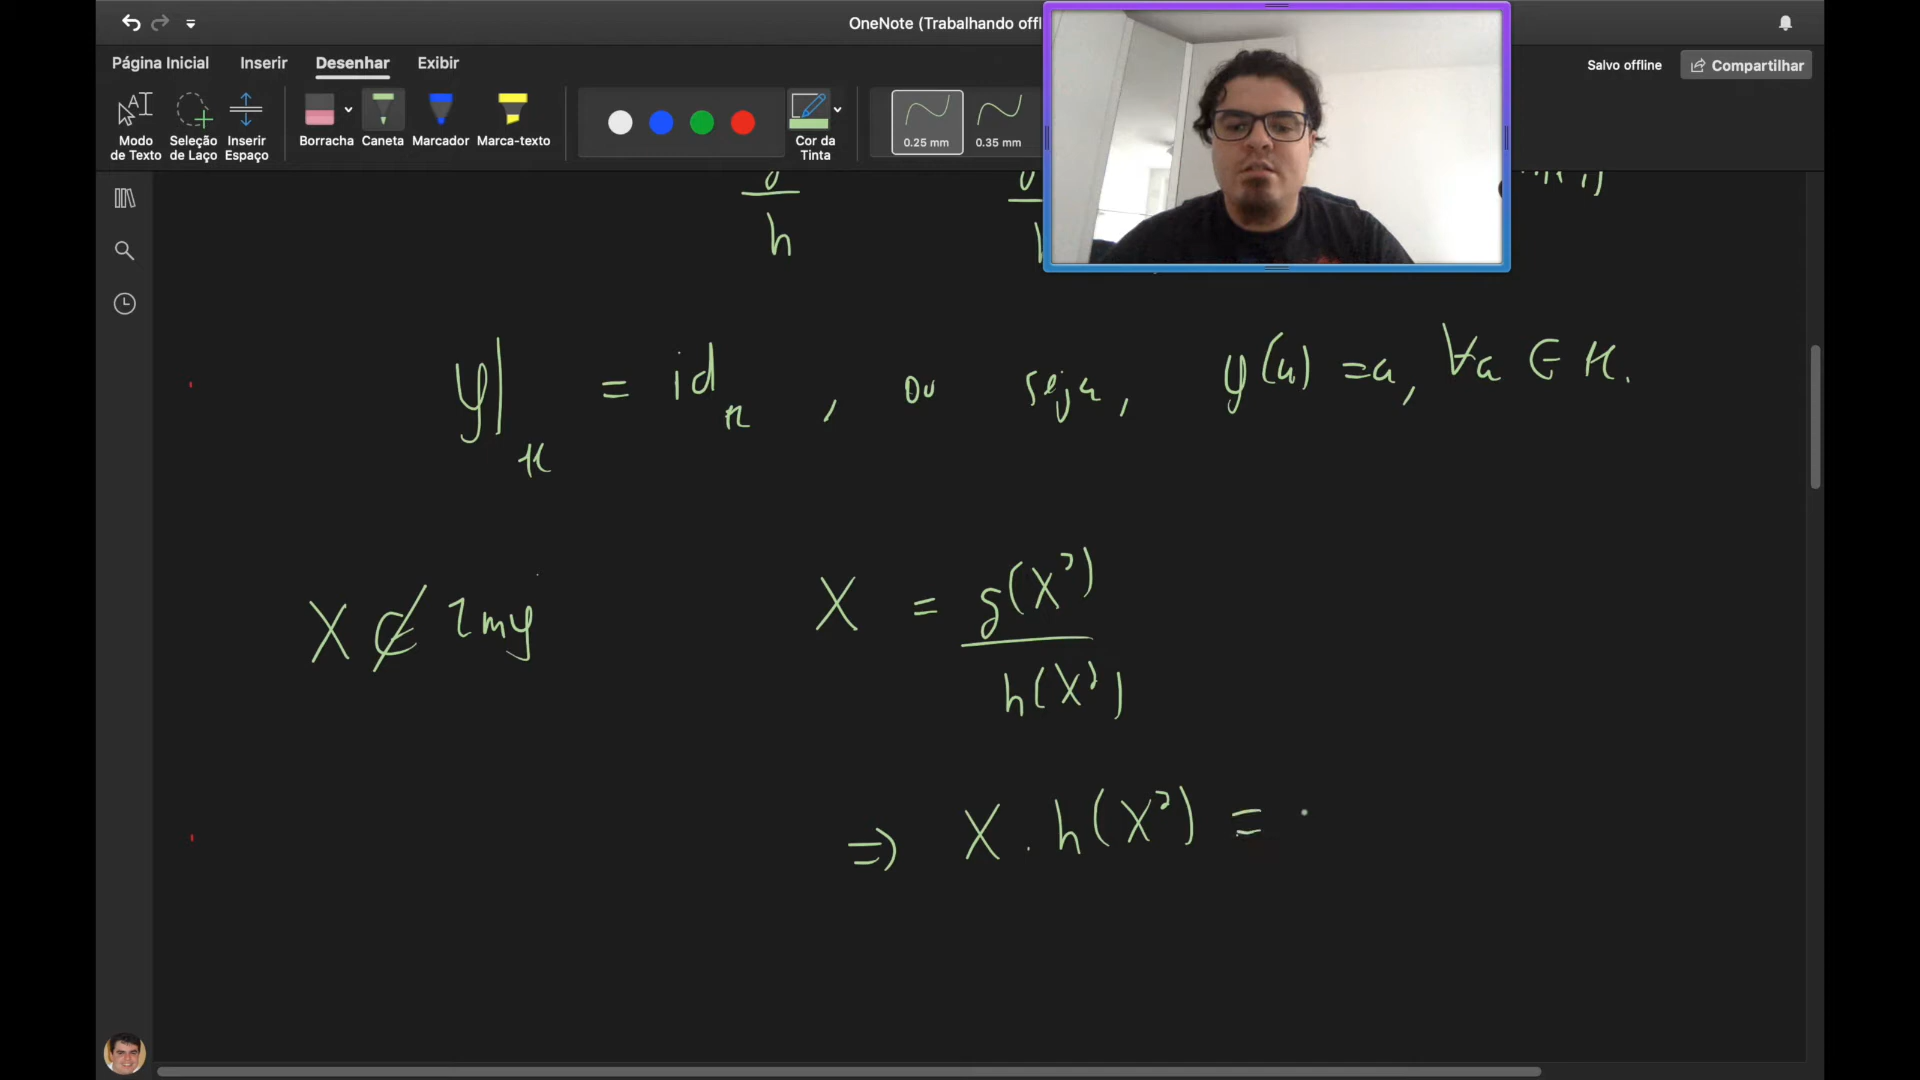 OneNote (Trabalhando offl
Página Inicial Inserir Desenhar Exibir
Salvo offline Compartilhar
Modo de Texto
Seleção de Laço
Inserir Espaço
Borracha
Caneta
Marcador
Marca-texto
Cor da Tinta
0.25 mm
0.35 mm
h
φ|_K = id_K , ou seja, φ(a) = a, ∀a ∈ K.
X ∉ Imφ
X = g(X²) / h(X²)
⇒ X . h(X²) =